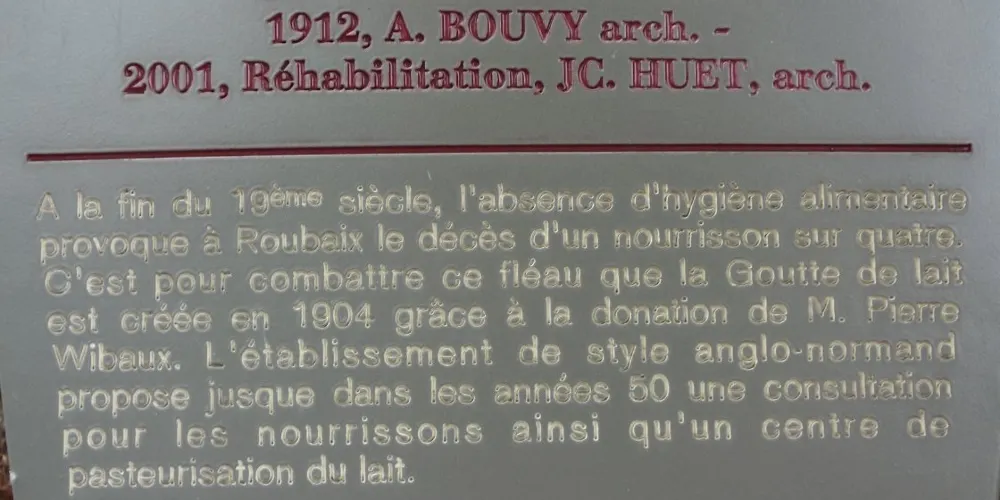 1912, A. BOUVY arch. -
2001, Réhabilitation, JC. HUET, arch.
A la fin du 19ème siècle, l'absence d'hygiène alimentaire
provoque à Roubaix le décès d'un nourrisson sur quatre.
C'est pour combattre ce fléau que la Goutte de lait
est créée en 1904 grâce à la donation de M. Pierre
Wibaux. L'établissement de style anglo-normand
propose jusque dans les années 50 une consultation
pour les nourrissons ainsi qu'un centre de
pasteurisation du lait.